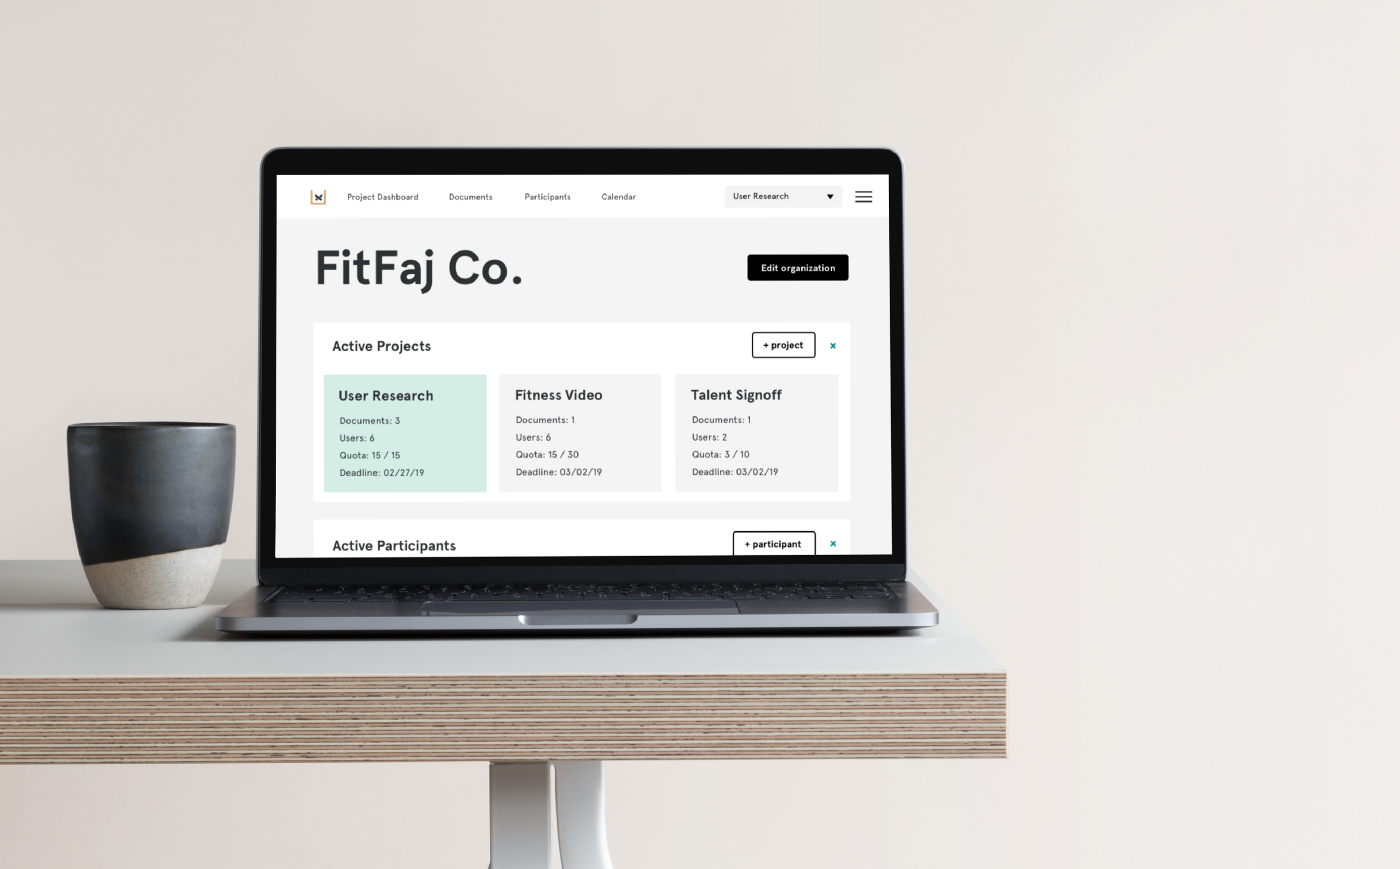 Project Dashboard Documents Participants Calendar User Research
FitFaj Co.
Edit organization
Active Projects
+ project x
User Research
Documents: 3
Users: 6
Quota: 15 / 15
Deadline: 02/27/19
Fitness Video
Documents: 1
Users: 6
Quota: 15 / 30
Deadline: 03/02/19
Talent Signoff
Documents: 1
Users: 2
Quota: 3 / 10
Deadline: 03/02/19
Active Participants
+ participant x